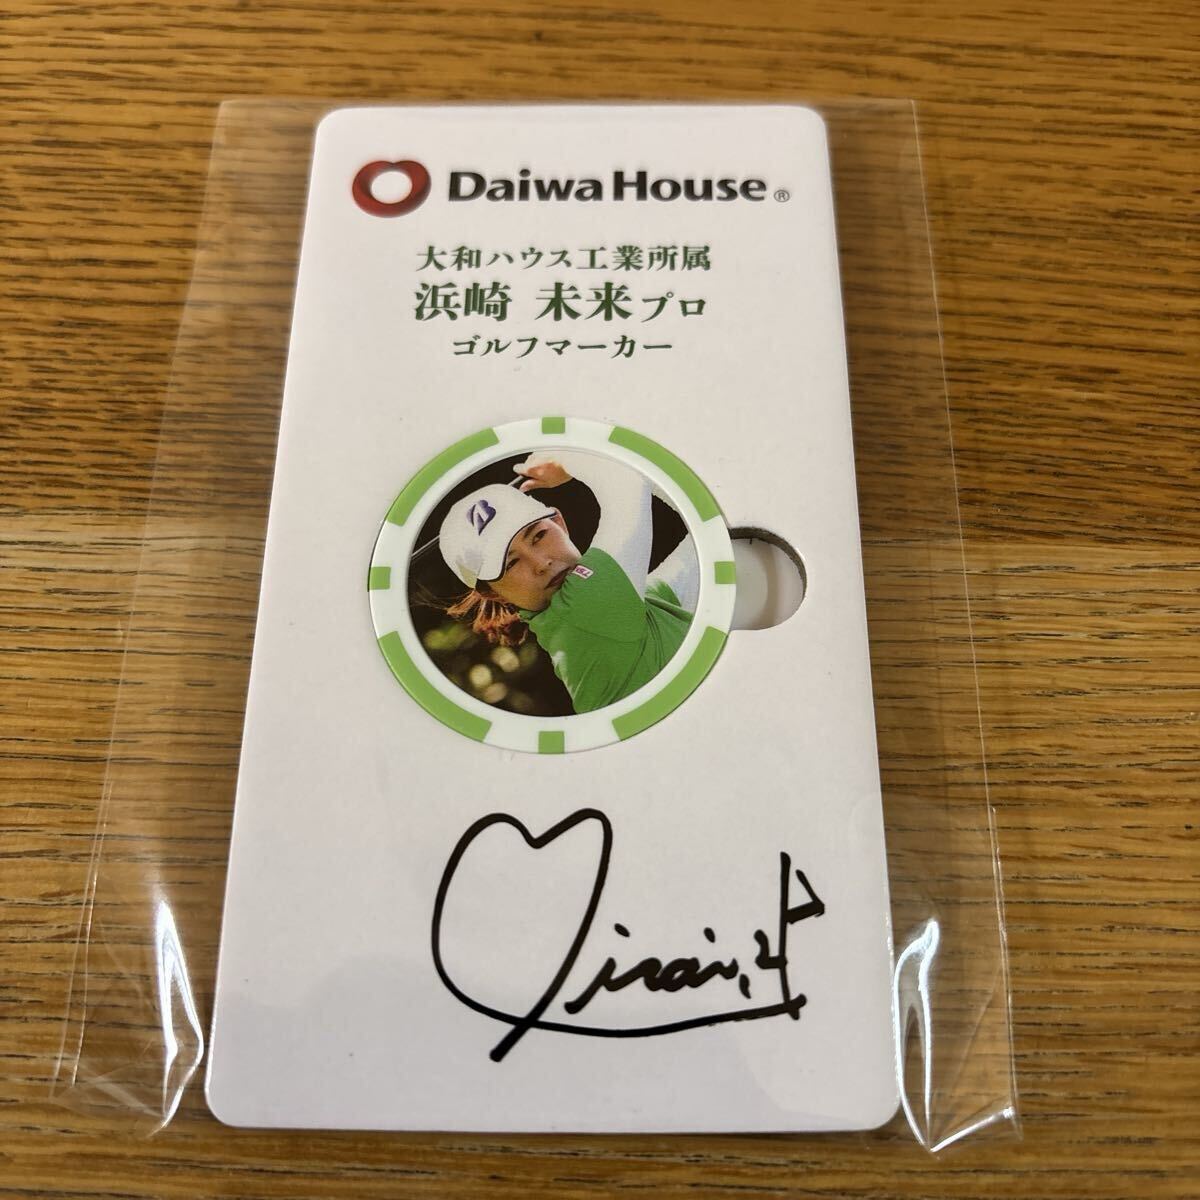 Daiwa House®
大和ハウス工業所属
浜崎 未来プロ
ゴルフマーカー
B
Mirai.H